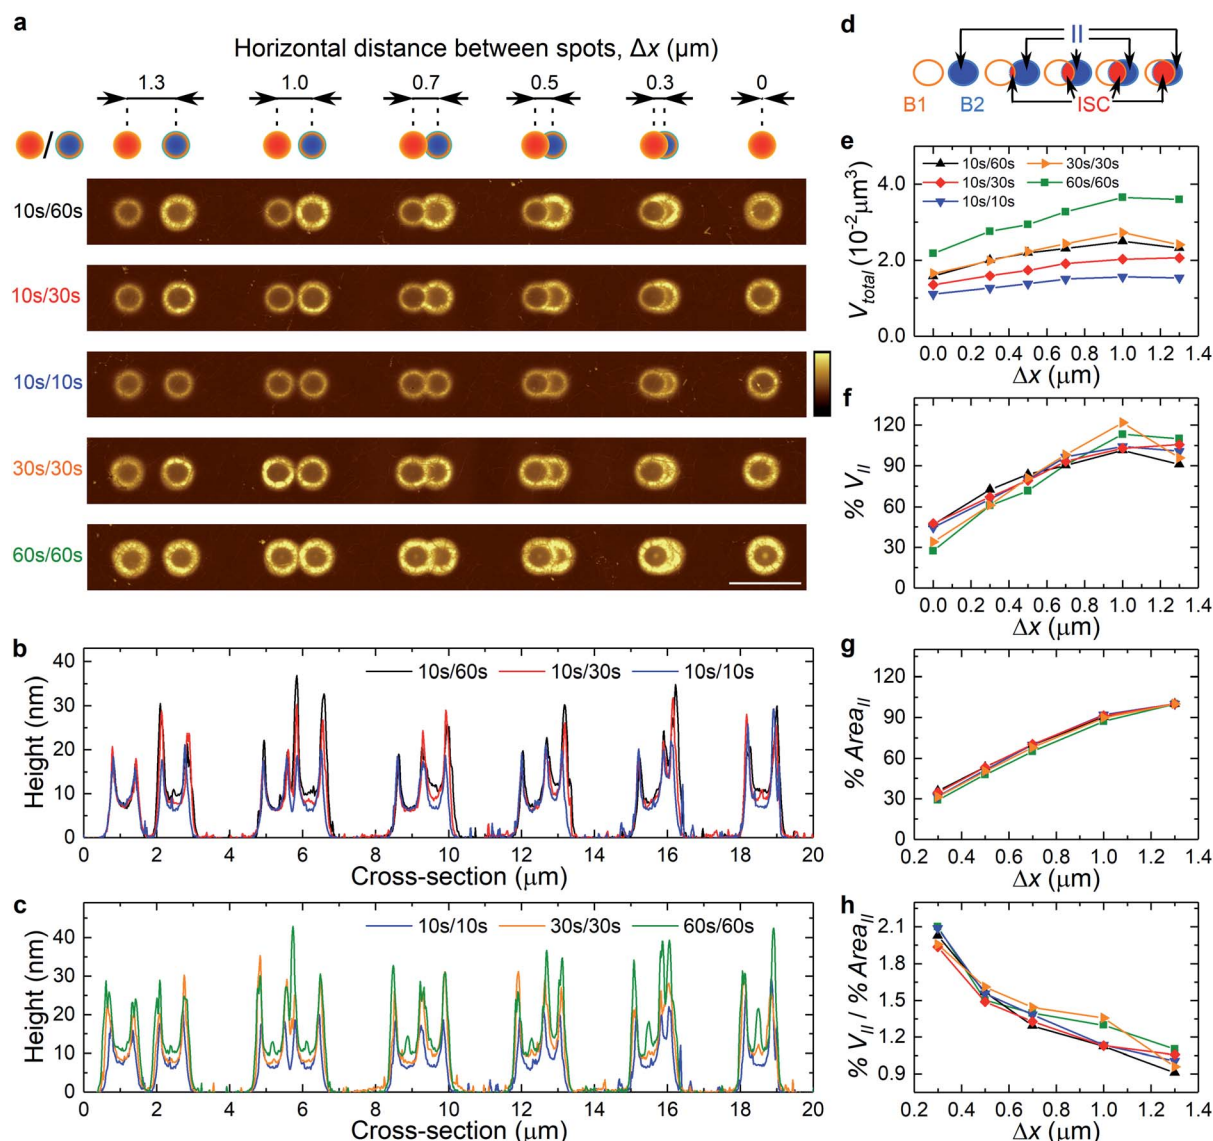 a
Horizontal distance between spots, Δx (μm)
1.3 1.0 0.7 0.5 0.3 0
/
10s/60s
10s/30s
10s/10s
30s/30s
60s/60s
b
10s/60s 10s/30s 10s/10s
Height (nm)
40
30
20
10
0
0 2 4 6 8 10 12 14 16 18 20
Cross-section (μm)
c
10s/10s 30s/30s 60s/60s
Height (nm)
40
30
20
10
0
0 2 4 6 8 10 12 14 16 18 20
Cross-section (μm)
d
II
B1 B2 ISC
e
10s/60s 30s/30s
10s/30s 60s/60s
10s/10s
V_total (10⁻²μm³)
4.0
2.0
0.0
0.0 0.2 0.4 0.6 0.8 1.0 1.2 1.4
Δx (μm)
f
% V_II
120
90
60
30
0
0.0 0.2 0.4 0.6 0.8 1.0 1.2 1.4
Δx (μm)
g
% Area_II
120
90
60
30
0
0.2 0.4 0.6 0.8 1.0 1.2 1.4
Δx (μm)
h
% V_II / % Area_II
2.1
1.8
1.5
1.2
0.9
0.2 0.4 0.6 0.8 1.0 1.2 1.4
Δx (μm)